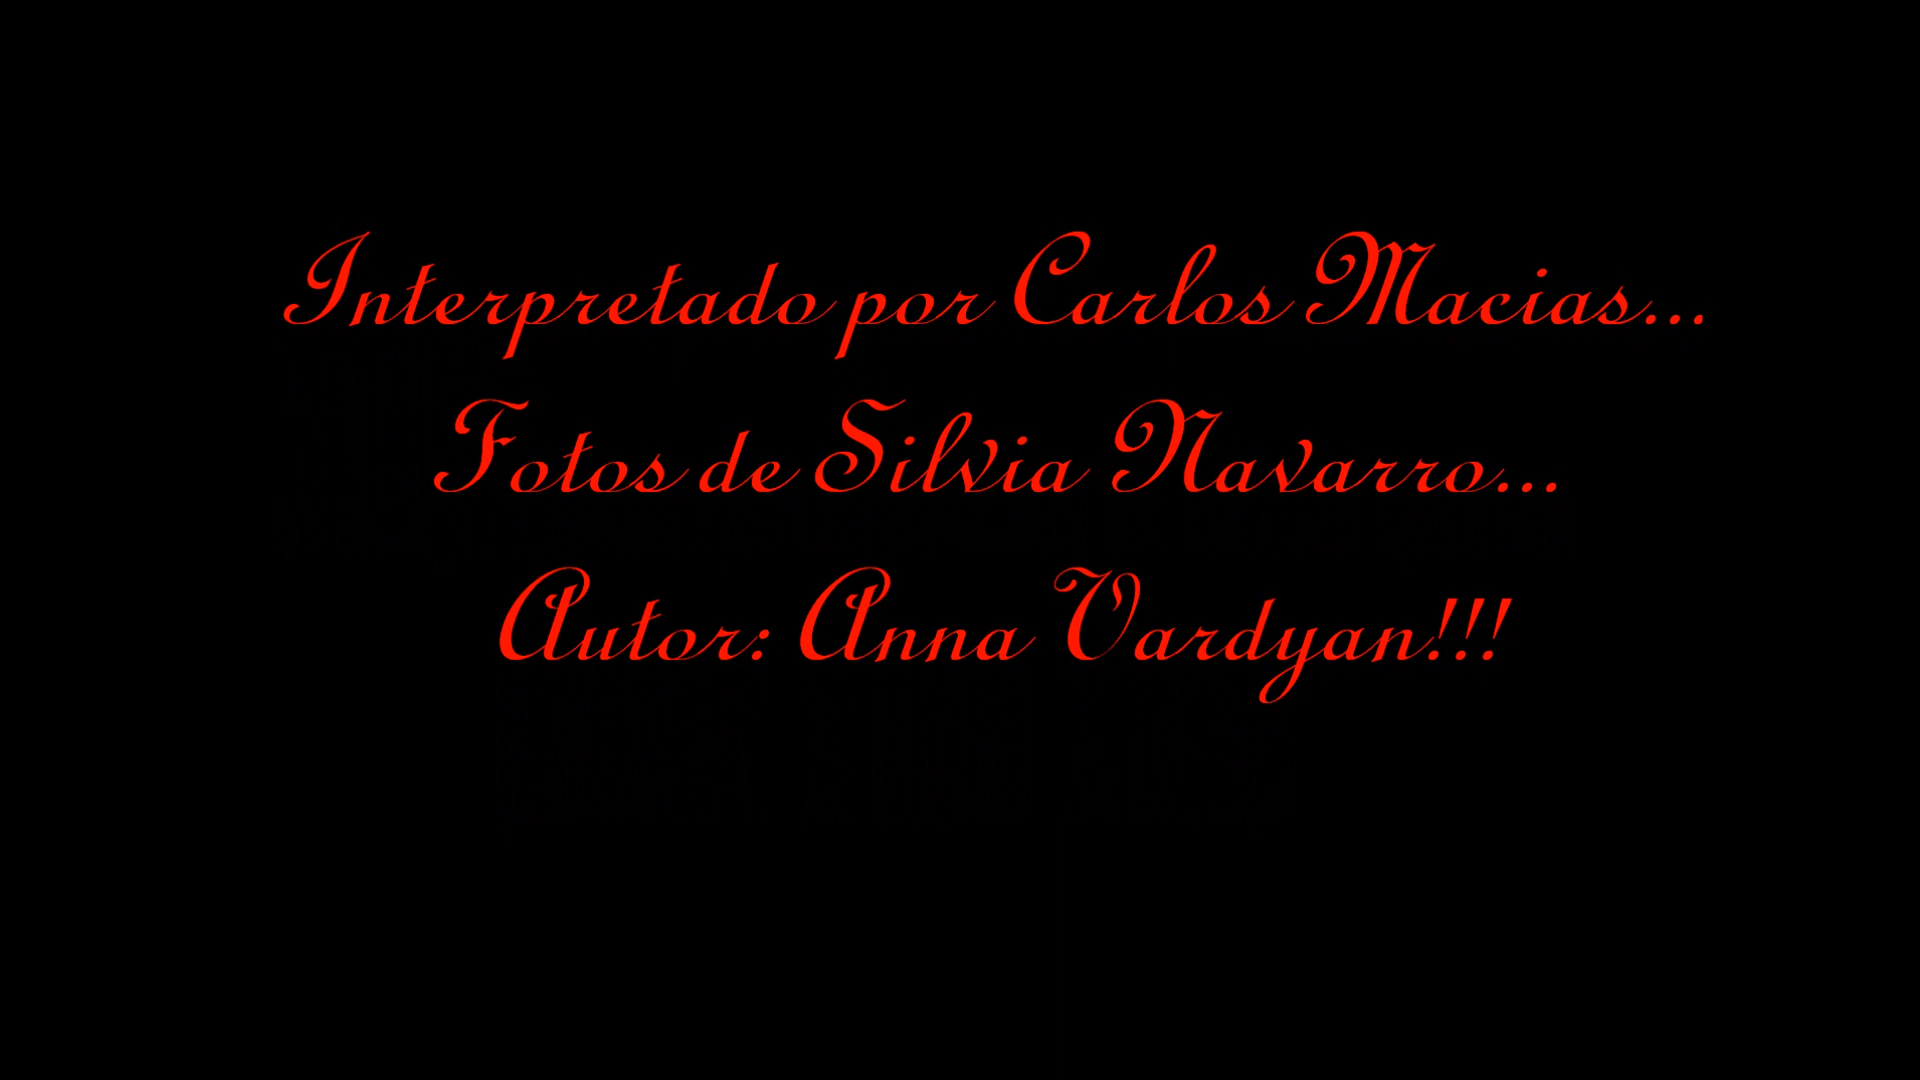 Interpretado por Carlos Macias...
Fotos de Silvia Navarro...
Autor: Anna Vardyan!!!